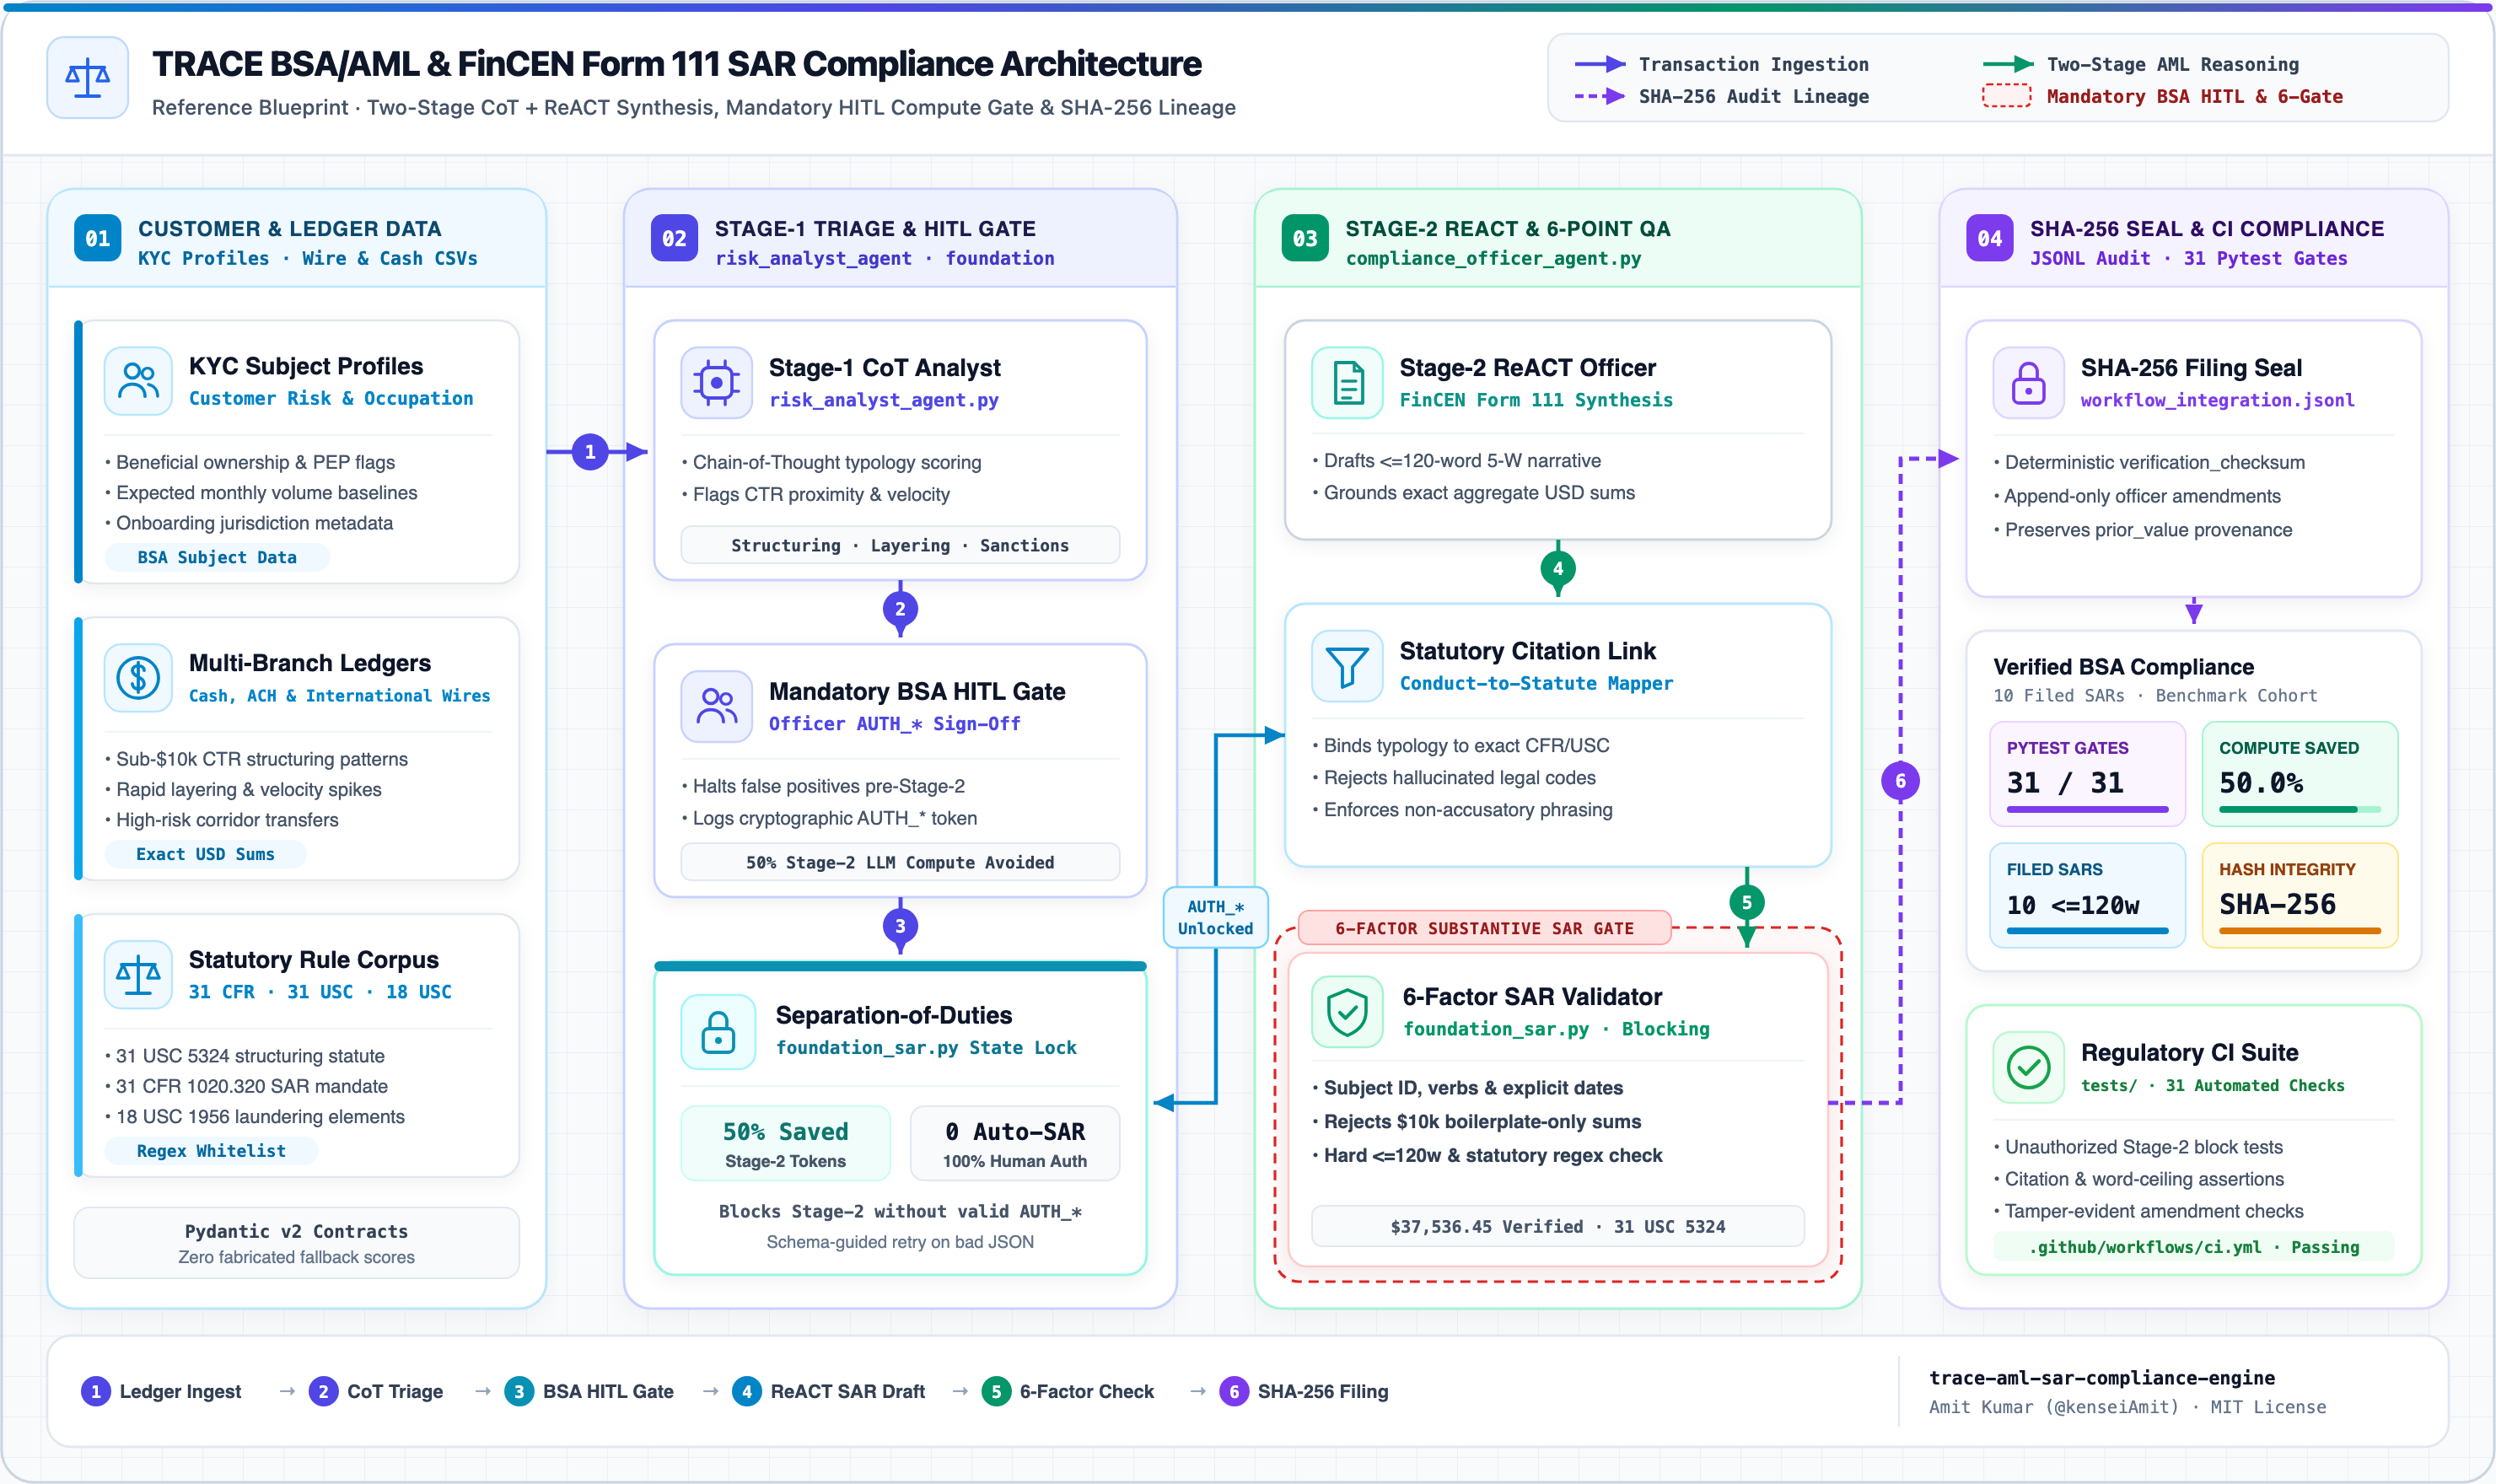 TRACE BSA/AML & FinCEN Form 111 SAR Compliance Architecture
Reference Blueprint · Two-Stage CoT + ReACT Synthesis, Mandatory HITL Compute Gate & SHA-256 Lineage
Transaction Ingestion
Two-Stage AML Reasoning
SHA-256 Audit Lineage
Mandatory BSA HITL & 6-Gate
01
CUSTOMER & LEDGER DATA
KYC Profiles · Wire & Cash CSVs
KYC Subject Profiles
Customer Risk & Occupation
• Beneficial ownership & PEP flags
• Expected monthly volume baselines
• Onboarding jurisdiction metadata
BSA Subject Data
Multi-Branch Ledgers
Cash, ACH & International Wires
• Sub-$10k CTR structuring patterns
• Rapid layering & velocity spikes
• High-risk corridor transfers
Exact USD Sums
Statutory Rule Corpus
31 CFR · 31 USC · 18 USC
• 31 USC 5324 structuring statute
• 31 CFR 1020.320 SAR mandate
• 18 USC 1956 laundering elements
Regex Whitelist
Pydantic v2 Contracts
Zero fabricated fallback scores
1
02
STAGE-1 TRIAGE & HITL GATE
risk_analyst_agent · foundation
Stage-1 CoT Analyst
risk_analyst_agent.py
• Chain-of-Thought typology scoring
• Flags CTR proximity & velocity
Structuring · Layering · Sanctions
2
Mandatory BSA HITL Gate
Officer AUTH_* Sign-Off
• Halts false positives pre-Stage-2
• Logs cryptographic AUTH_* token
50% Stage-2 LLM Compute Avoided
3
Separation-of-Duties
foundation_sar.py State Lock
50% Saved
Stage-2 Tokens
0 Auto-SAR
100% Human Auth
Blocks Stage-2 without valid AUTH_*
Schema-guided retry on bad JSON
AUTH_*
Unlocked
03
STAGE-2 REACT & 6-POINT QA
compliance_officer_agent.py
Stage-2 ReACT Officer
FinCEN Form 111 Synthesis
• Drafts <=120-word 5-W narrative
• Grounds exact aggregate USD sums
4
Statutory Citation Link
Conduct-to-Statute Mapper
• Binds typology to exact CFR/USC
• Rejects hallucinated legal codes
• Enforces non-accusatory phrasing
5
6-FACTOR SUBSTANTIVE SAR GATE
6-Factor SAR Validator
foundation_sar.py · Blocking
• Subject ID, verbs & explicit dates
• Rejects $10k boilerplate-only sums
• Hard <=120w & statutory regex check
$37,536.45 Verified · 31 USC 5324
6
04
SHA-256 SEAL & CI COMPLIANCE
JSONL Audit · 31 Pytest Gates
SHA-256 Filing Seal
workflow_integration.jsonl
• Deterministic verification_checksum
• Append-only officer amendments
• Preserves prior_value provenance
Verified BSA Compliance
10 Filed SARs · Benchmark Cohort
PYTEST GATES
31 / 31
COMPUTE SAVED
50.0%
FILED SARS
10 <=120w
HASH INTEGRITY
SHA-256
Regulatory CI Suite
tests/ · 31 Automated Checks
• Unauthorized Stage-2 block tests
• Citation & word-ceiling assertions
• Tamper-evident amendment checks
.github/workflows/ci.yml · Passing
1 Ledger Ingest → 2 CoT Triage → 3 BSA HITL Gate → 4 ReACT SAR Draft → 5 6-Factor Check → 6 SHA-256 Filing
trace-aml-sar-compliance-engine
Amit Kumar (@kenseiAmit) · MIT License